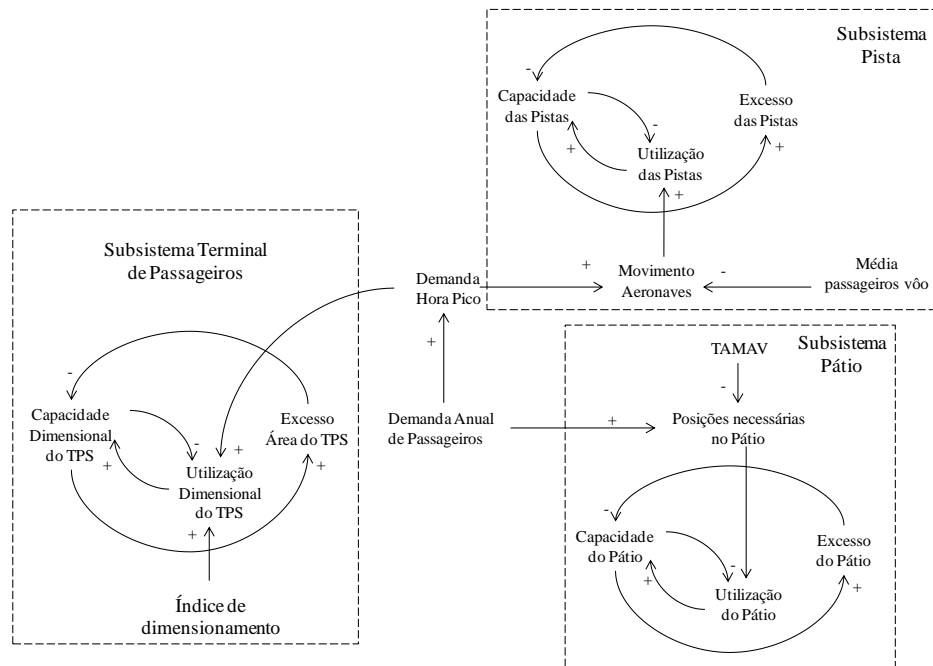 Subsistema
Pista
-
Capacidade
das Pistas
-
Excesso
das Pistas
+
+
Utilização
das Pistas
+
Subsistema Terminal
de Passageiros
Demanda
Hora Pico
+
Movimento
Aeronaves
-
Média
passageiros vôo
+
Subsistema
Pátio
TAMAV
-
-
Capacidade
Dimensional
do TPS
Excesso
Área do TPS
Demanda Anual
de Passageiros
+
Posições necessárias
no Pátio
-
+
+
+
Utilização
Dimensional
do TPS
+
-
Capacidade
do Pátio
-
Excesso
do Pátio
+
+
Utilização
do Pátio
Índice de
dimensionamento